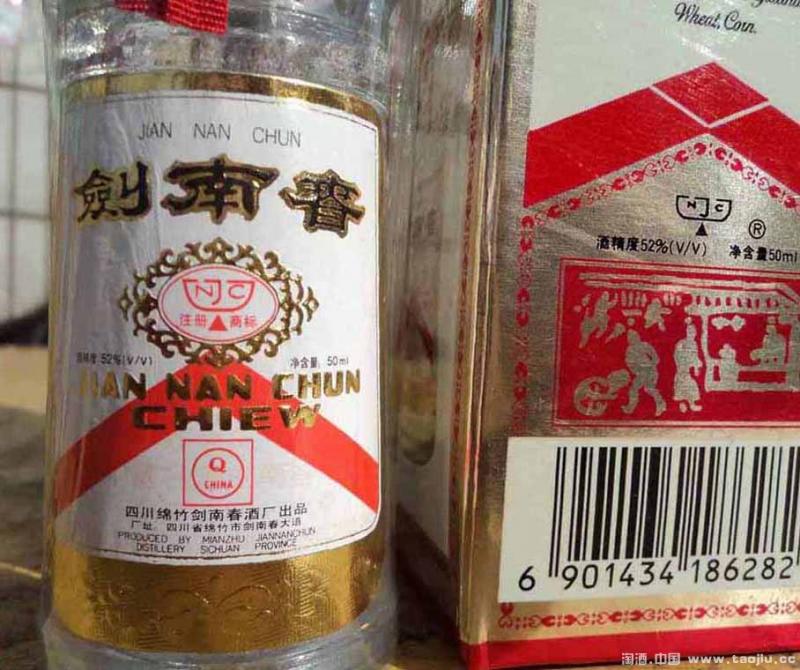 JIAN NAN CHUN
劍南春
NJC
注册 商标
酒精度 52%(V/V) 净含量: 50ml
JIAN NAN CHUN
CHIEW
Q
CHINA
四川绵竹剑南春酒厂出品
厂址: 四川省绵竹市剑南春大道
PRODUCED BY MIANZHU JIANNANCHUN
DISTILLERY SICHUAN PROVINCE
Wheat, Corn.
NJC ®
酒精度52%(V/V) 净含量50ml
6 901434 186282
淘酒.中国 www.taojiu.cc